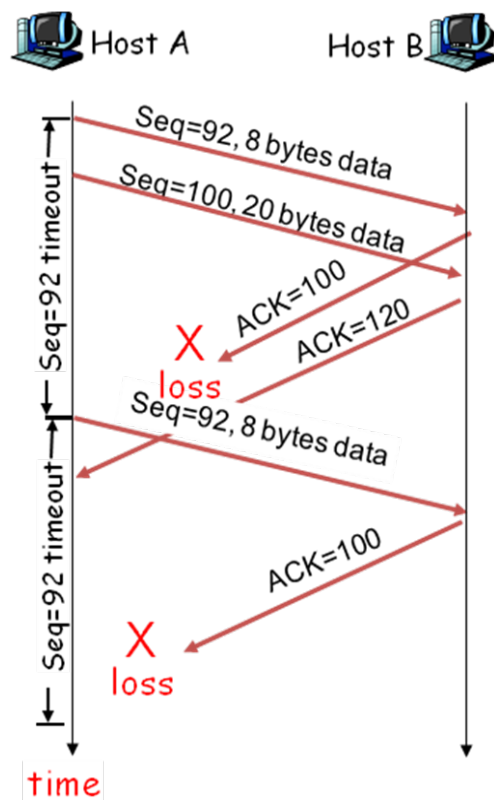 Host A
Host B
Seq=92, 8 bytes data
Seq=100, 20 bytes data
Seq=92 timeout
ACK=100
ACK=120
X
loss
Seq=92, 8 bytes data
Seq=92 timeout
ACK=100
X
loss
time